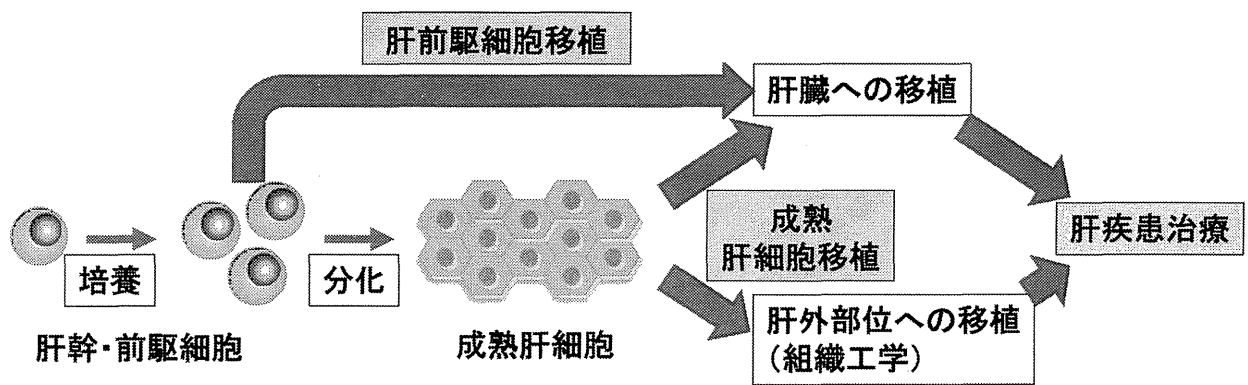 肝前駆細胞移植
肝臓への移植
成熟
肝細胞移植
肝疾患治療
培養
分化
肝外部位への移植
(組織工学)
肝幹・前駆細胞
成熟肝細胞